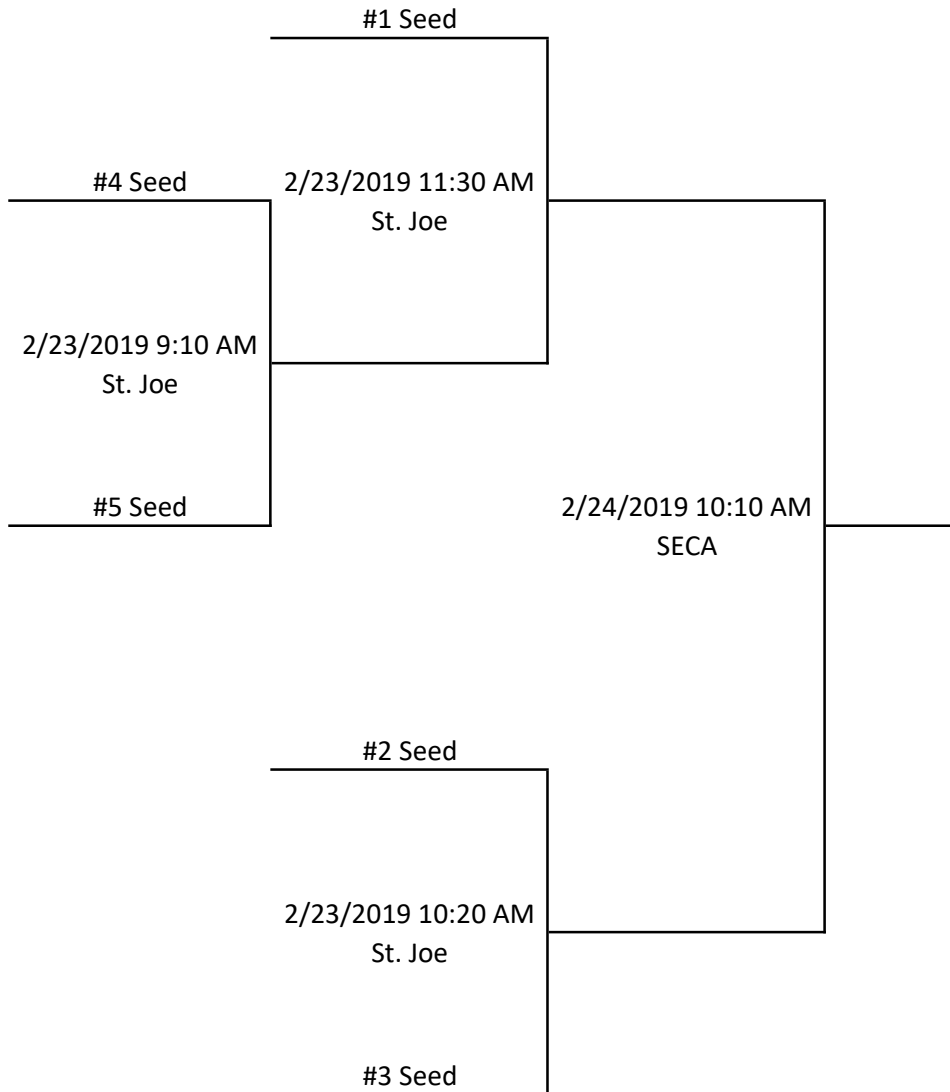 #1 Seed
#4 Seed
2/23/2019 11:30 AM
St. Joe
2/23/2019 9:10 AM
St. Joe
#5 Seed
2/24/2019 10:10 AM
SECA
#2 Seed
2/23/2019 10:20 AM
St. Joe
#3 Seed